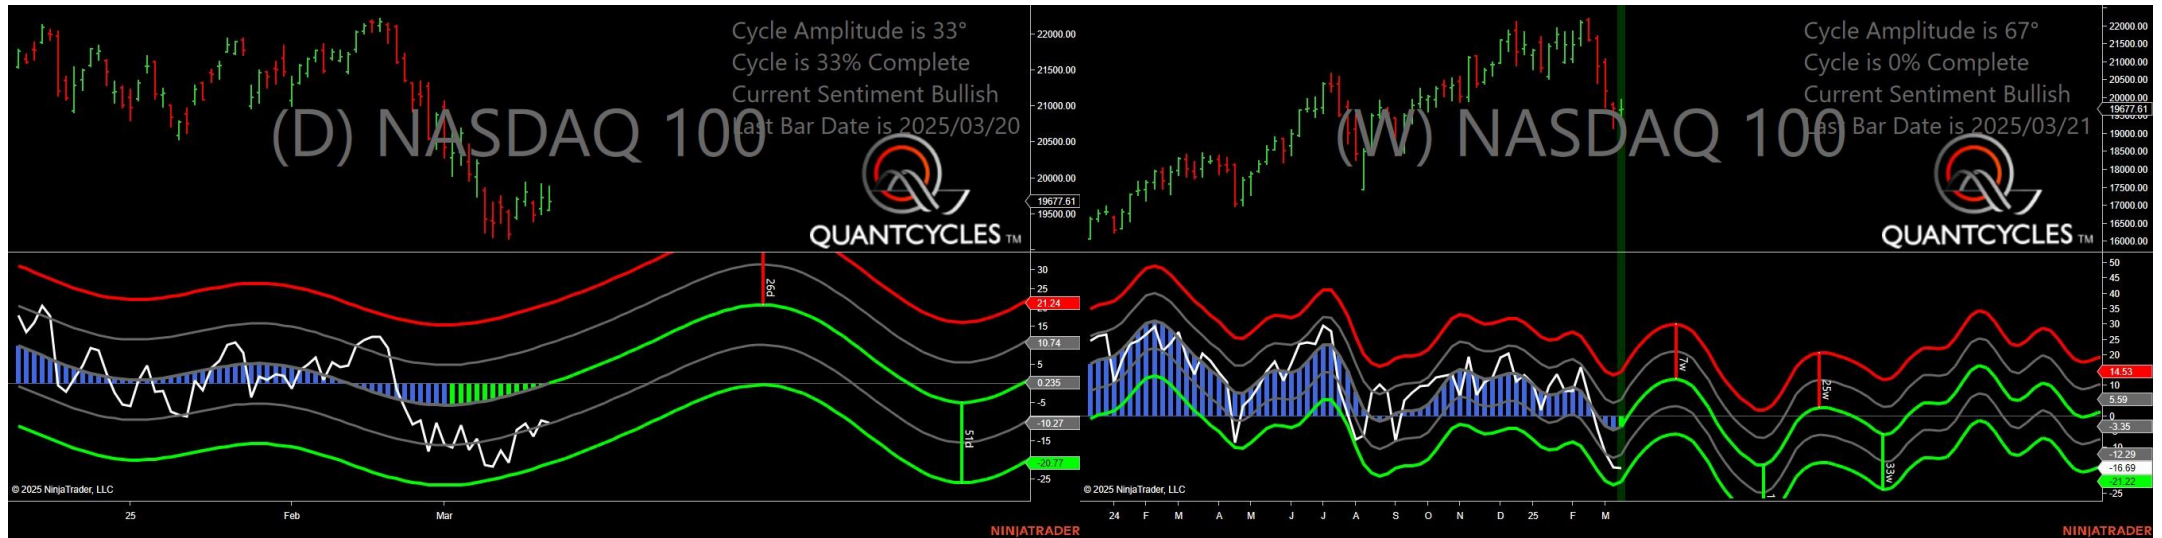 Cycle Amplitude is 33°
Cycle is 33% Complete
Current Sentiment Bullish
Last Bar Date is 2025/03/20
(D) NASDAQ 100
QUANTCYCLES TM
22000.00
21500.00
21000.00
20500.00
20000.00
19677.61
19500.00
26d
51d
30
25
21.24
15
10.74
5
0.235
-5
-10.27
-15
-20.77
-25
© 2025 NinjaTrader, LLC
25 Feb Mar
NINJATRADER
Cycle Amplitude is 67°
Cycle is 0% Complete
Current Sentiment Bullish
Last Bar Date is 2025/03/21
(W) NASDAQ 100
QUANTCYCLES TM
22000.00
21500.00
21000.00
20500.00
20000.00
19677.61
19000.00
18500.00
18000.00
17500.00
17000.00
16500.00
16000.00
7w
25w
1
33w
50
45
40
35
30
25
20
14.53
10
5.59
0
-3.35
-12.29
-16.69
-21.22
-25
© 2025 NinjaTrader, LLC
24 F M A M J J A S O N D 25 F M
NINJATRADER